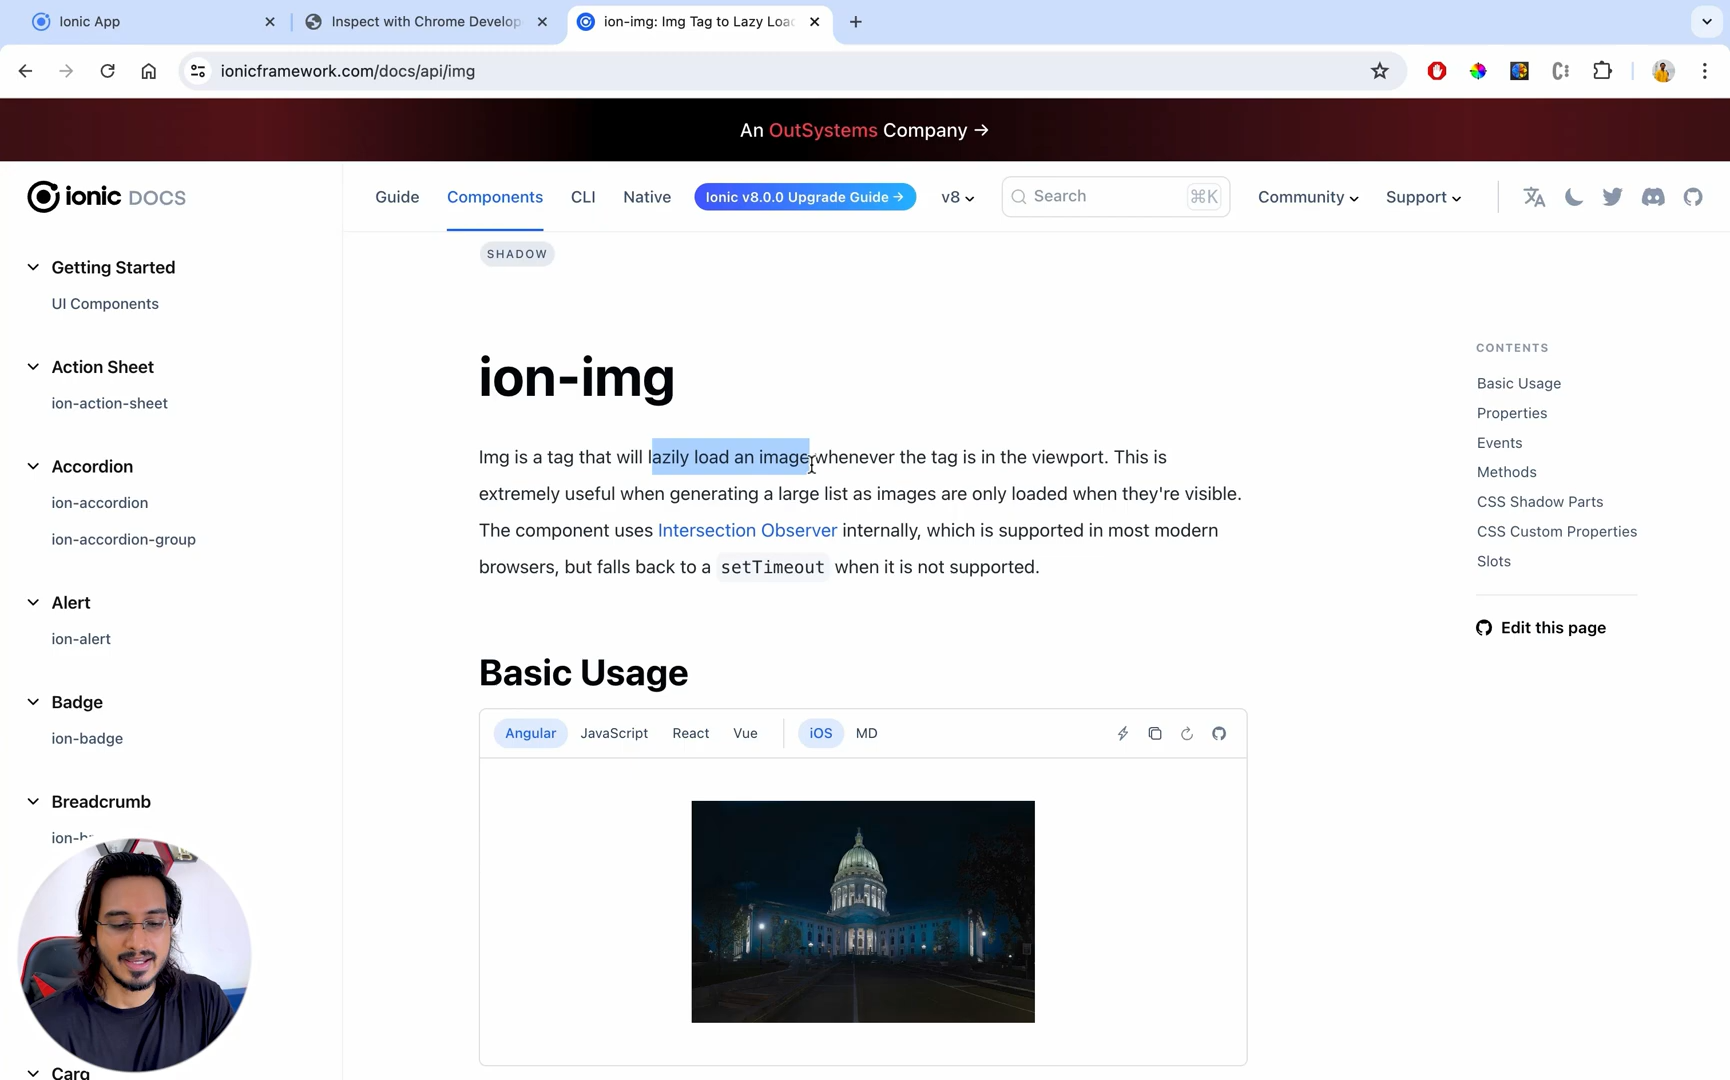 Ionic App
Inspect with Chrome Develop
ion-img: Img Tag to Lazy Loa
ionicframework.com/docs/api/img
An OutSystems Company →
ionic DOCS
Guide
Components
CLI
Native
Ionic v8.0.0 Upgrade Guide →
v8
Search
⌘K
Community
Support
Getting Started
UI Components
Action Sheet
ion-action-sheet
Accordion
ion-accordion
ion-accordion-group
Alert
ion-alert
Badge
ion-badge
Breadcrumb
SHADOW
ion-img
Img is a tag that will lazily load an image whenever the tag is in the viewport. This is
extremely useful when generating a large list as images are only loaded when they're visible.
The component uses Intersection Observer internally, which is supported in most modern
browsers, but falls back to a setTimeout when it is not supported.
Basic Usage
Angular JavaScript React Vue iOS MD
CONTENTS
Basic Usage
Properties
Events
Methods
CSS Shadow Parts
CSS Custom Properties
Slots
Edit this page